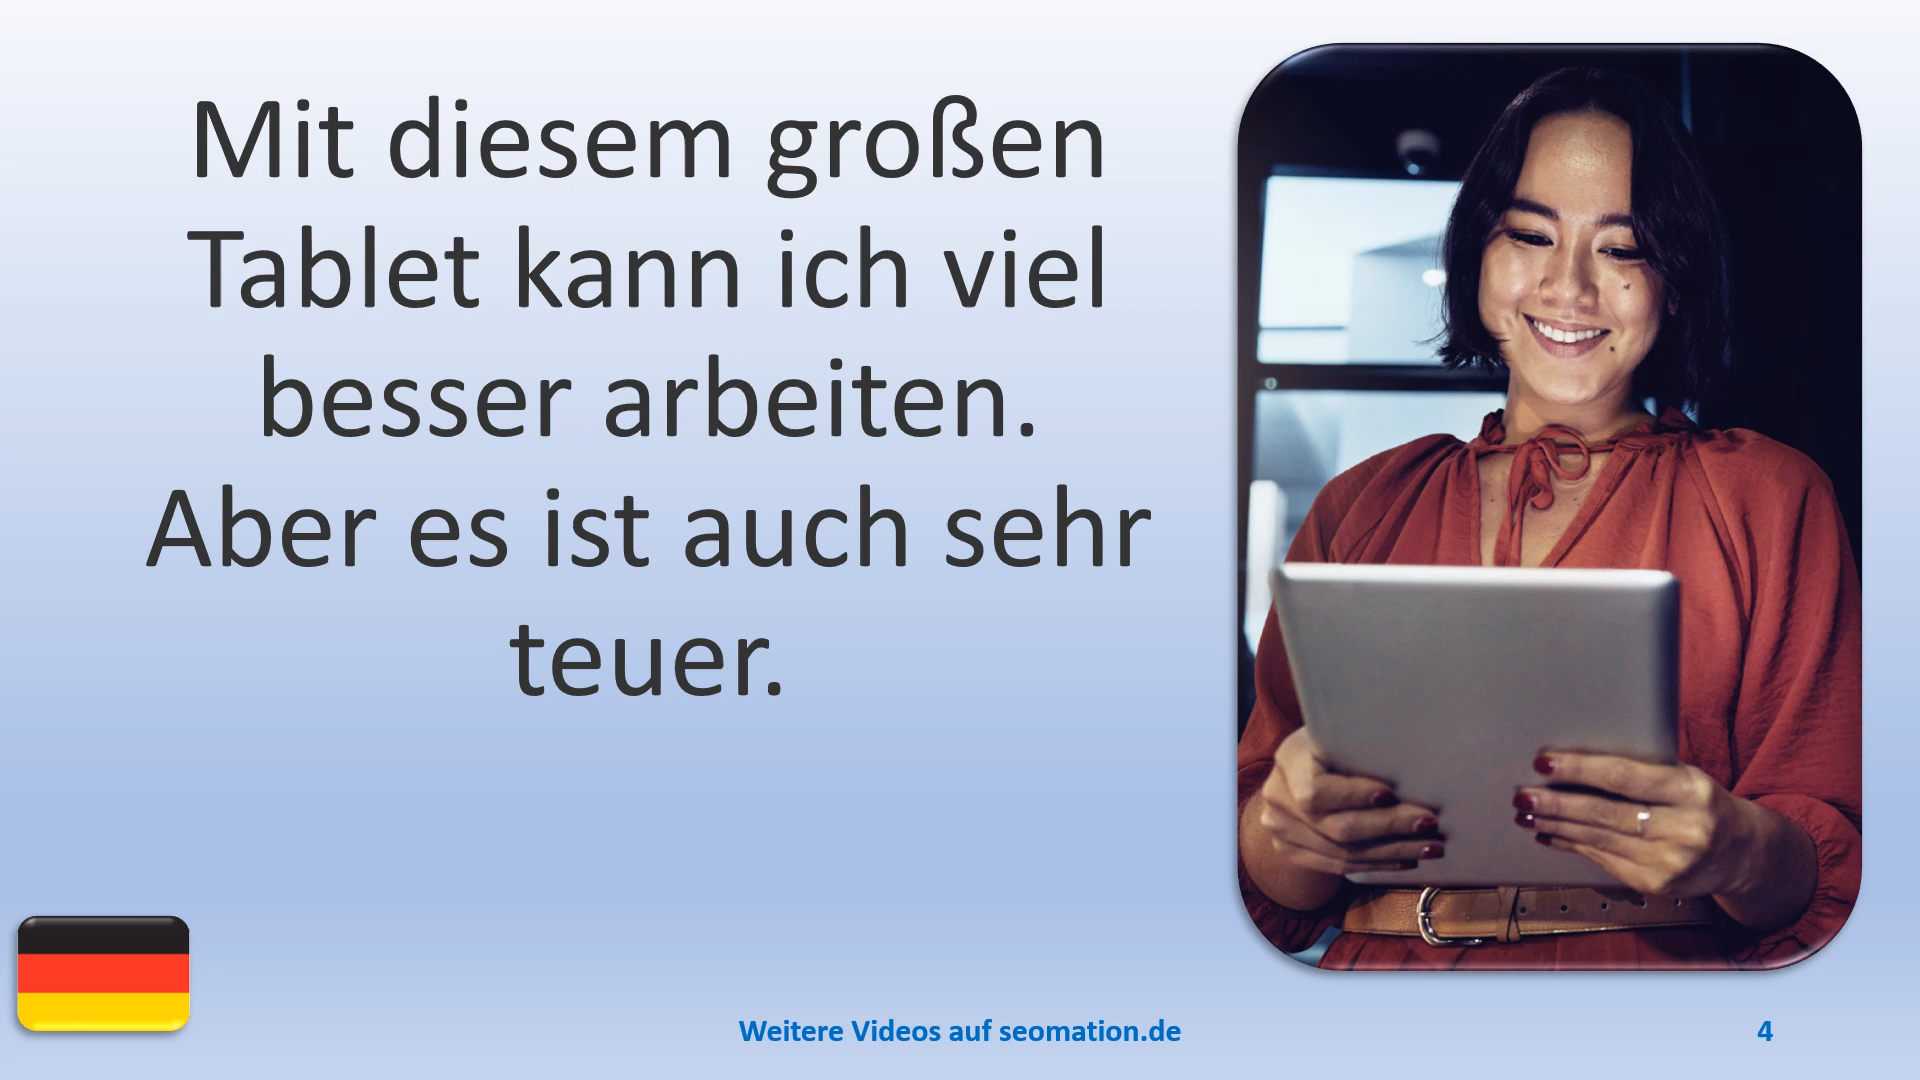 Mit diesem großen
Tablet kann ich viel
besser arbeiten.
Aber es ist auch sehr
teuer.
Weitere Videos auf seomation.de
4